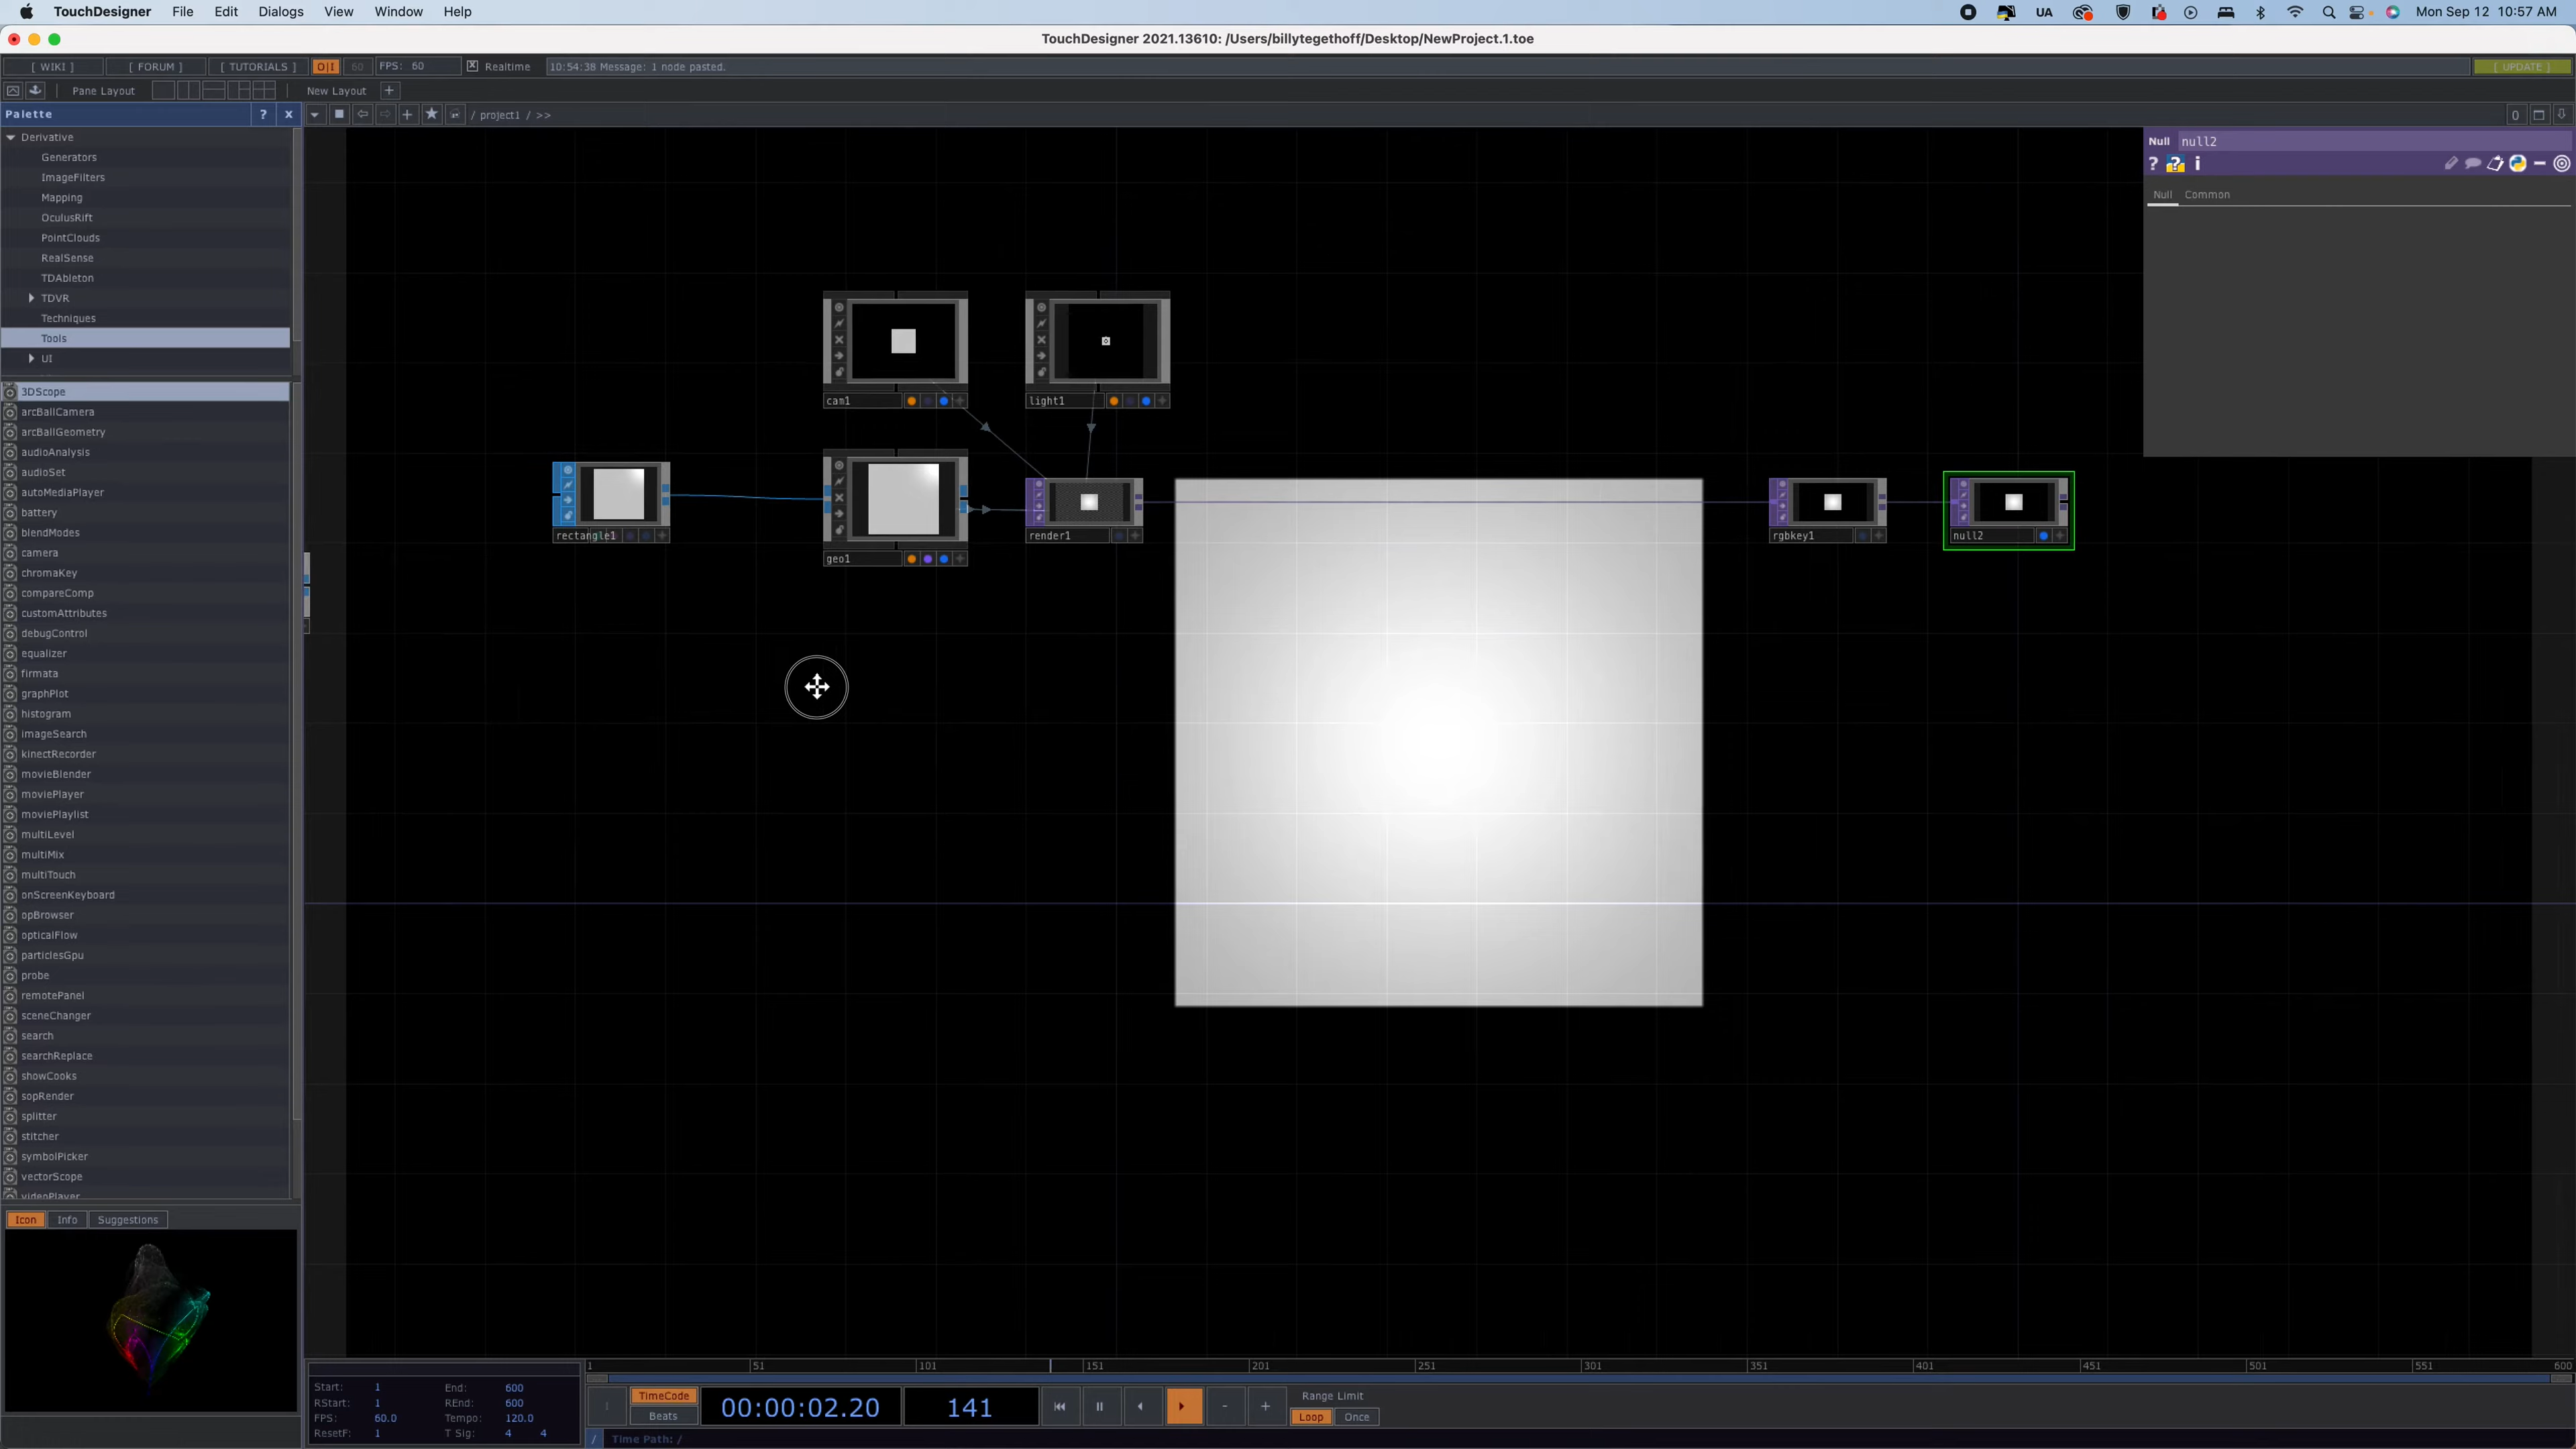 TouchDesigner File Edit Dialogs View Window Help UA Mon Sep 12 10:57 AM
TouchDesigner 2021.13610: /Users/billytegethoff/Desktop/NewProject.1.toe
[ WIKI ] [ FORUM ] [ TUTORIALS ] O|I 60 FPS: 60 Realtime 10:54:38 Message: 1 node pasted. [ UPDATE ]
Pane Layout New Layout +
Palette ? x / project1 / >> 0
Derivative
Generators
ImageFilters
Mapping
OculusRift
PointClouds
RealSense
TDAbleton
TDVR
Techniques
Tools
UI
3DScope
arcBallCamera
arcBallGeometry
audioAnalysis
audioSet
autoMediaPlayer
battery
blendModes
camera
chromaKey
compareComp
customAttributes
debugControl
equalizer
firmata
graphPlot
histogram
imageSearch
kinectRecorder
movieBlender
moviePlayer
moviePlaylist
multiLevel
multiMix
multiTouch
onScreenKeyboard
opBrowser
opticalFlow
particlesGpu
probe
remotePanel
sceneChanger
search
searchReplace
showCooks
sopRender
splitter
stitcher
symbolPicker
vectorScope
videoPlayer
Icon Info Suggestions
Null null2
? ? i
Null Common
cam1
light1
rectangle1
geo1
render1
rgbkey1
null2
1 51 101 151 201 251 301 351 401 451 501 551 600
Start: 1 End: 600
RStart: 1 REnd: 600
FPS: 60.0 Tempo: 120.0
ResetF: 1 T Sig: 4 4
TimeCode
Beats
00:00:02.20
141
- +
Range Limit
Loop Once
/ Time Path: /